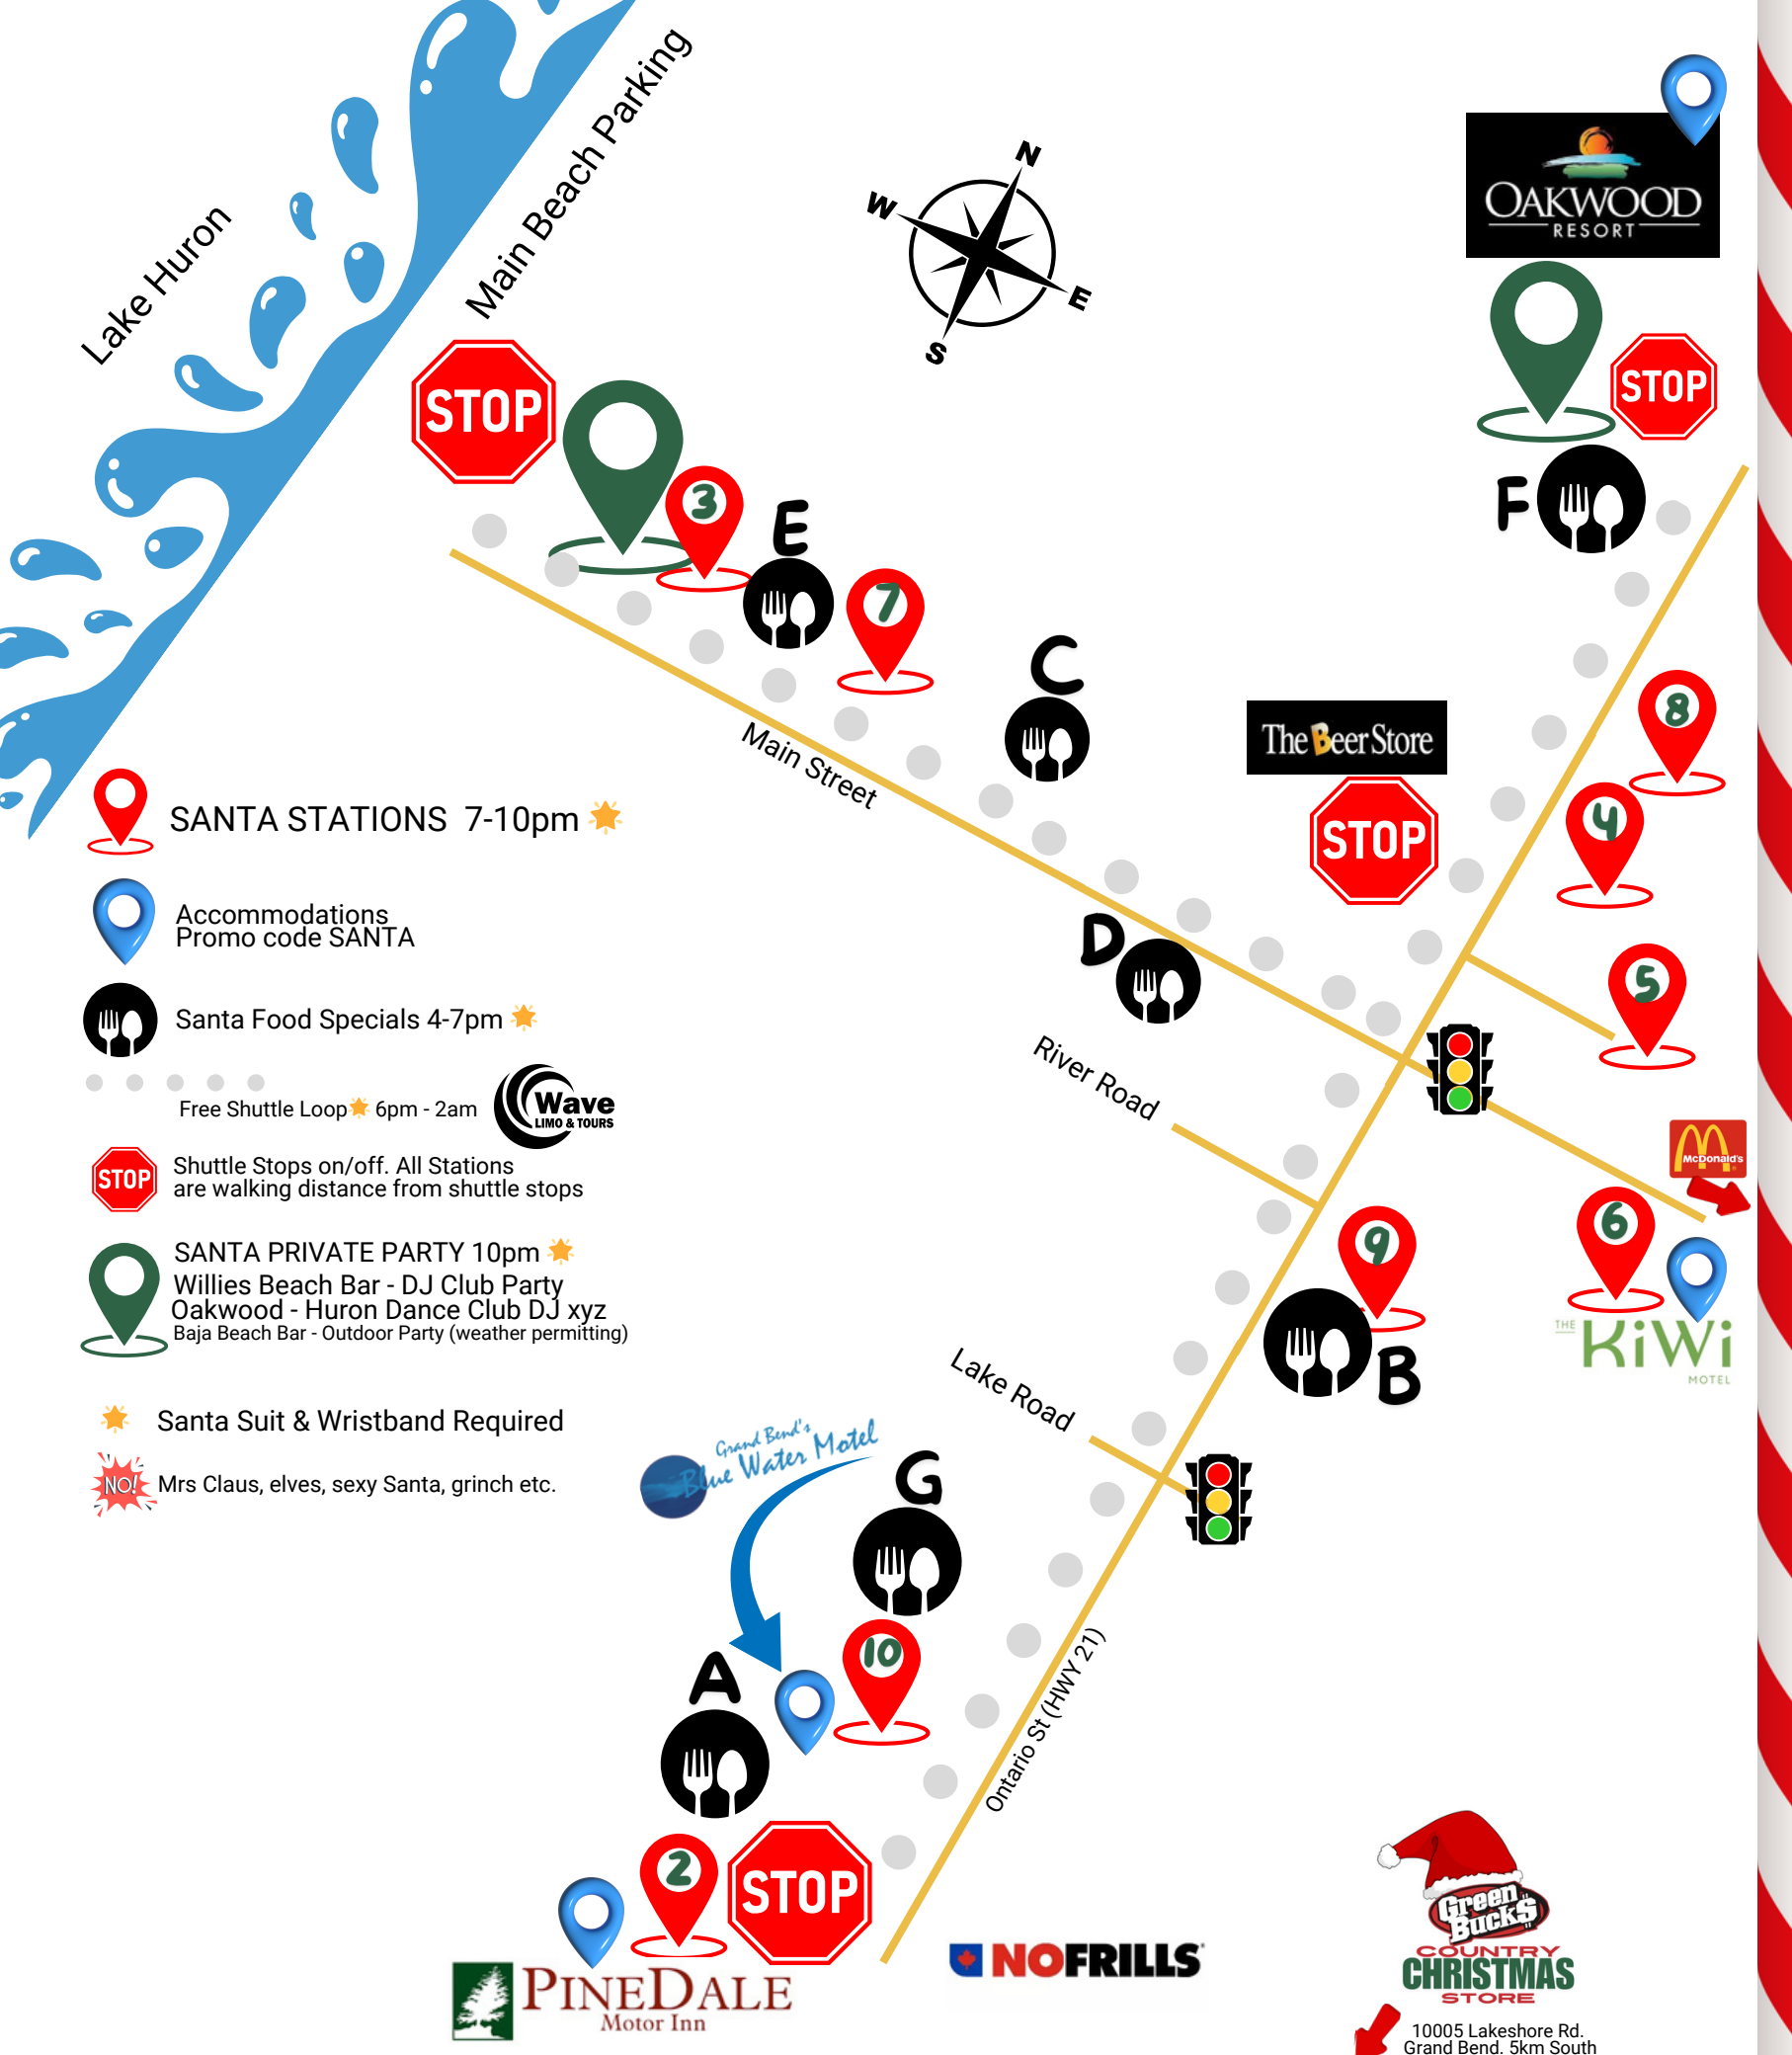 Lake Huron
Main Beach Parking
N
W
E
S
OAKWOOD
RESORT
STOP
STOP
3
E
F
7
C
8
The Beer Store
STOP
4
Main Street
D
5
SANTA STATIONS 7-10pm
Accommodations
Promo code SANTA
Santa Food Specials 4-7pm
Free Shuttle Loop 6pm - 2am
Wave
LIMO & TOURS
STOP
Shuttle Stops on/off. All Stations
are walking distance from shuttle stops
SANTA PRIVATE PARTY 10pm
Willies Beach Bar - DJ Club Party
Oakwood - Huron Dance Club DJ xyz
Baja Beach Bar - Outdoor Party (weather permitting)
Santa Suit & Wristband Required
NO!
Mrs Claus, elves, sexy Santa, grinch etc.
River Road
McDonald's
6
9
B
THE
KiWi
MOTEL
Lake Road
Grand Bend's
Blue Water Motel
G
10
A
Ontario St (HWY 21)
2
STOP
PINEDALE
Motor Inn
NOFRILLS
Green
BUCK$
COUNTRY
CHRISTMAS
STORE
10005 Lakeshore Rd.
Grand Bend. 5km South